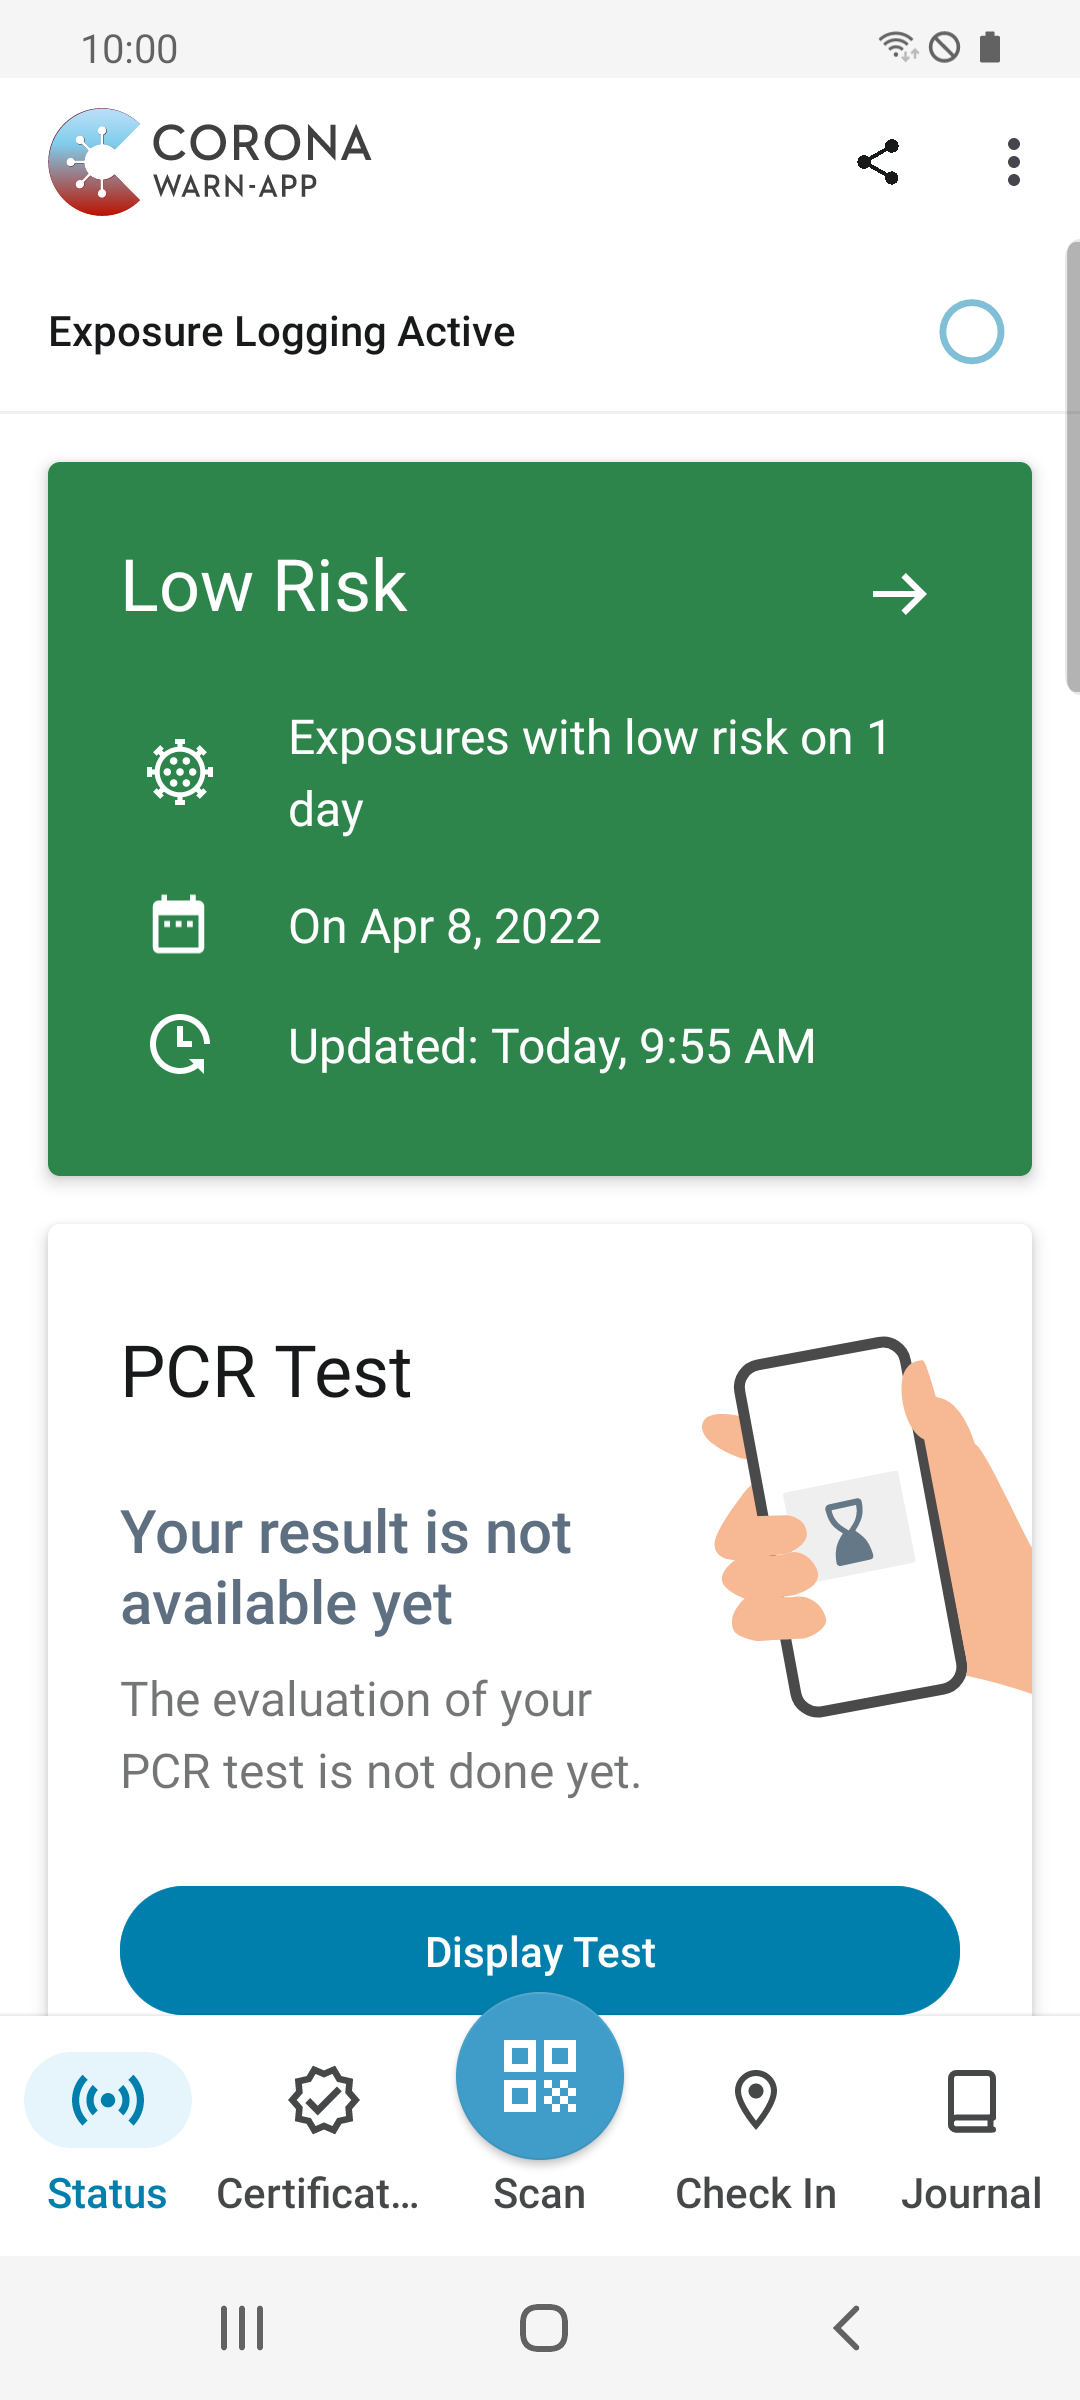 10:00
CORONA
WARN-APP
Exposure Logging Active
Low Risk
Exposures with low risk on 1
day
On Apr 8, 2022
Updated: Today, 9:55 AM
PCR Test
Your result is not
available yet
The evaluation of your
PCR test is not done yet.
Display Test
Status
Certificat...
Scan
Check In
Journal